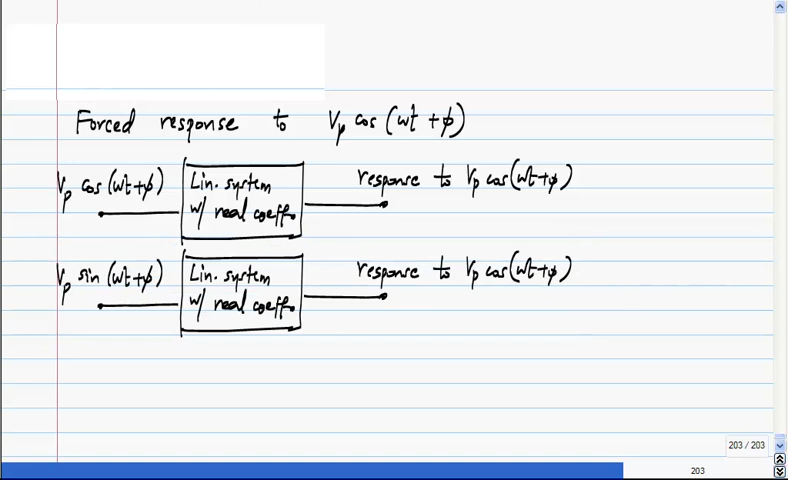 Forced response to Vp cos(ωt+φ)
Vp cos(ωt+φ) Lin. system response to Vp cos(ωt+φ)
w/ real coeff.
Vp sin(ωt+φ) Lin. system response to Vp cos(ωt+φ)
w/ real coeff.
203 / 203
203